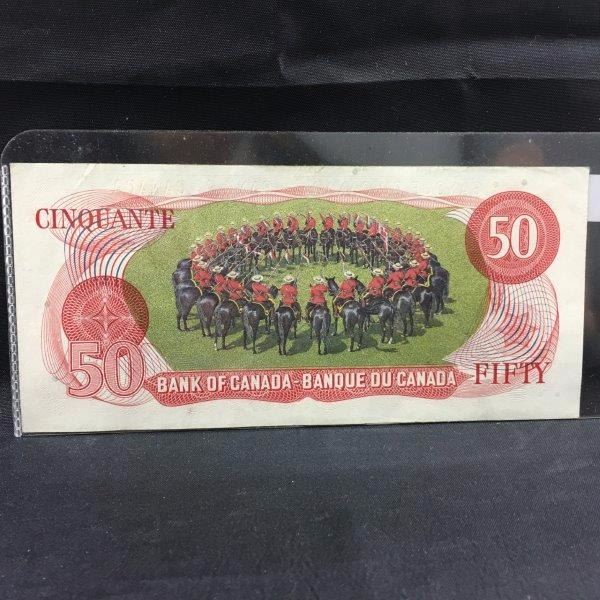 CINQUANTE
50
50
BANK OF CANADA - BANQUE DU CANADA
FIFTY